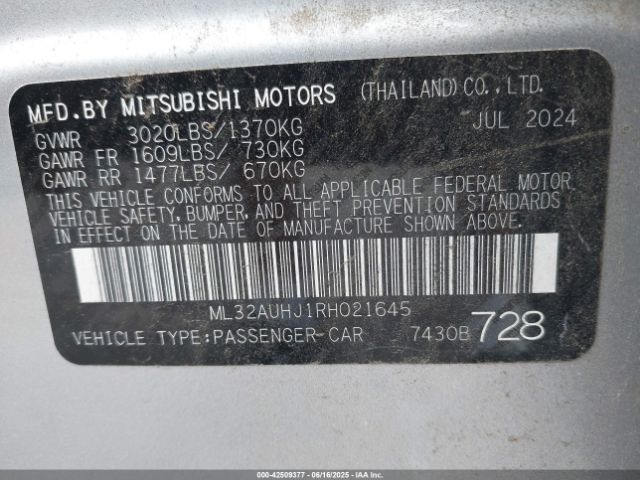 MFD.BY MITSUBISHI MOTORS (THAILAND)CO., LTD.
GVWR 3020LBS/1370KG JUL 2024
GAWR FR 1609LBS/ 730KG
GAWR RR 1477LBS/ 670KG
THIS VEHICLE CONFORMS TO ALL APPLICABLE FEDERAL MOTOR
VEHICLE SAFETY, BUMPER, AND THEFT PREVENTION STANDARDS
IN EFFECT ON THE DATE OF MANUFACTURE SHOWN ABOVE.
ML32AUHJ1RH021645
VEHICLE TYPE:PASSENGER-CAR 7430B 728
000-42509377 - 06/16/2025 - IAAI.COM